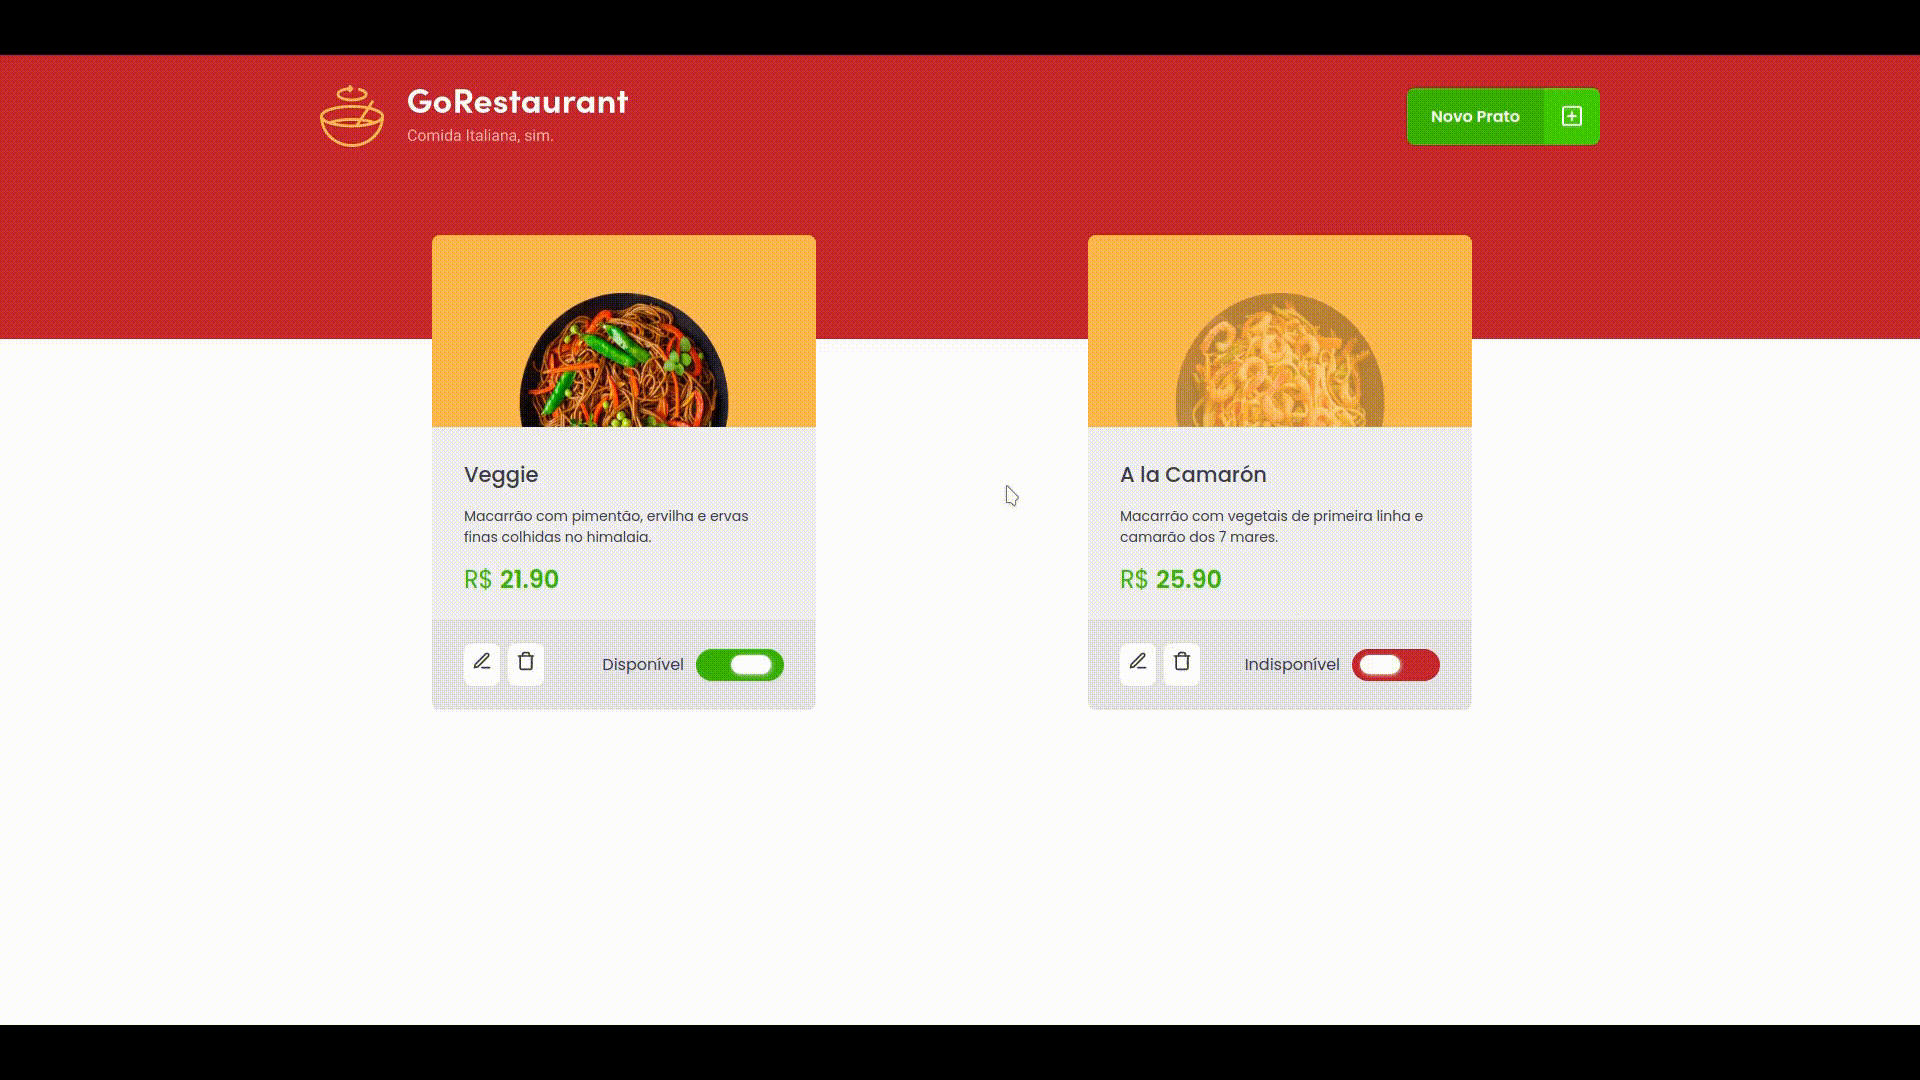 GoRestaurant
Comida Italiana, sim.
Novo Prato
Veggie
Macarrão com pimentão, ervilha e ervas
finas colhidas no himalaia.
R$ 21.90
Disponível
A la Camarón
Macarrão com vegetais de primeira linha e
camarão dos 7 mares.
R$ 25.90
Indisponível